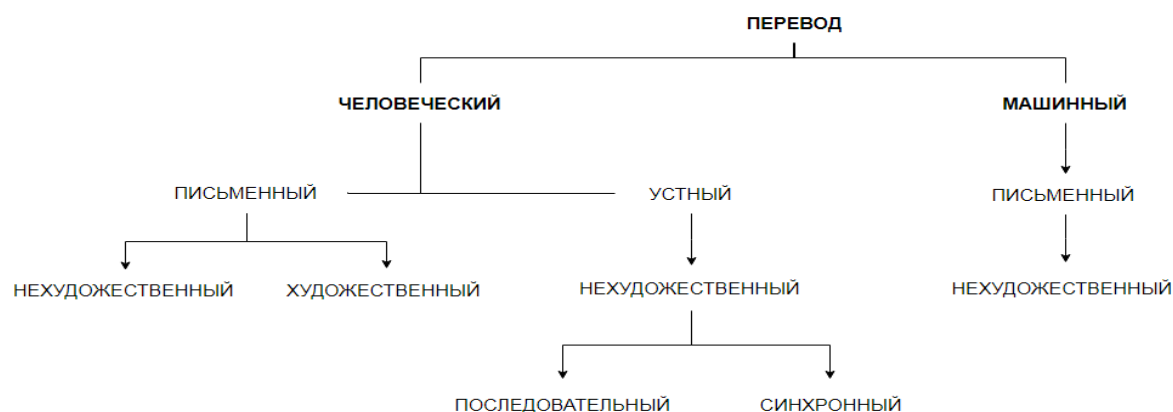 ПЕРЕВОД
ЧЕЛОВЕЧЕСКИЙ МАШИННЫЙ
ПИСЬМЕННЫЙ УСТНЫЙ ПИСЬМЕННЫЙ
НЕХУДОЖЕСТВЕННЫЙ ХУДОЖЕСТВЕННЫЙ НЕХУДОЖЕСТВЕННЫЙ НЕХУДОЖЕСТВЕННЫЙ
ПОСЛЕДОВАТЕЛЬНЫЙ СИНХРОННЫЙ